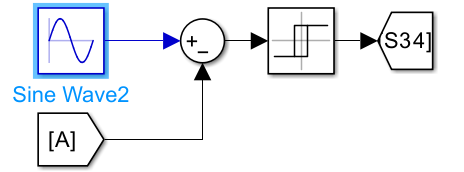 +
−
S34]
Sine Wave2
[A]